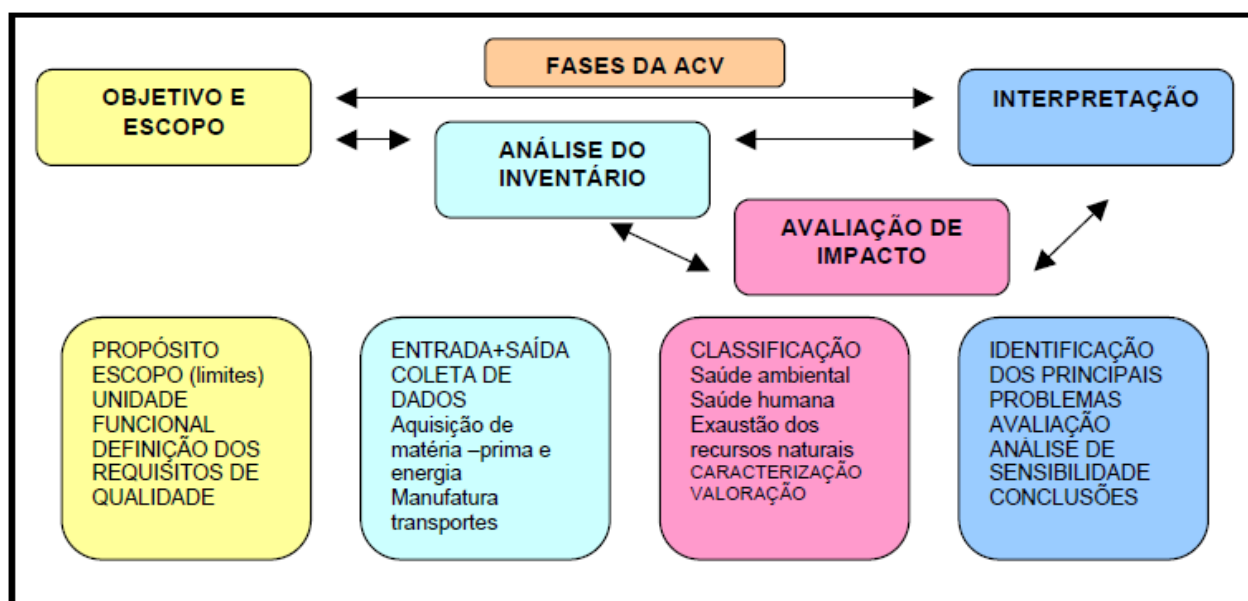 FASES DA ACV
OBJETIVO E
ESCOPO
INTERPRETAÇÃO
ANÁLISE DO
INVENTÁRIO
AVALIAÇÃO DE
IMPACTO
PROPÓSITO
ESCOPO (limites)
UNIDADE
FUNCIONAL
DEFINIÇÃO DOS
REQUISITOS DE
QUALIDADE
ENTRADA+SAÍDA
COLETA DE
DADOS
Aquisição de
matéria –prima e
energia
Manufatura
transportes
CLASSIFICAÇÃO
Saúde ambiental
Saúde humana
Exaustão dos
recursos naturais
CARACTERIZAÇÃO
VALORAÇÃO
IDENTIFICAÇÃO
DOS PRINCIPAIS
PROBLEMAS
AVALIAÇÃO
ANÁLISE DE
SENSIBILIDADE
CONCLUSÕES